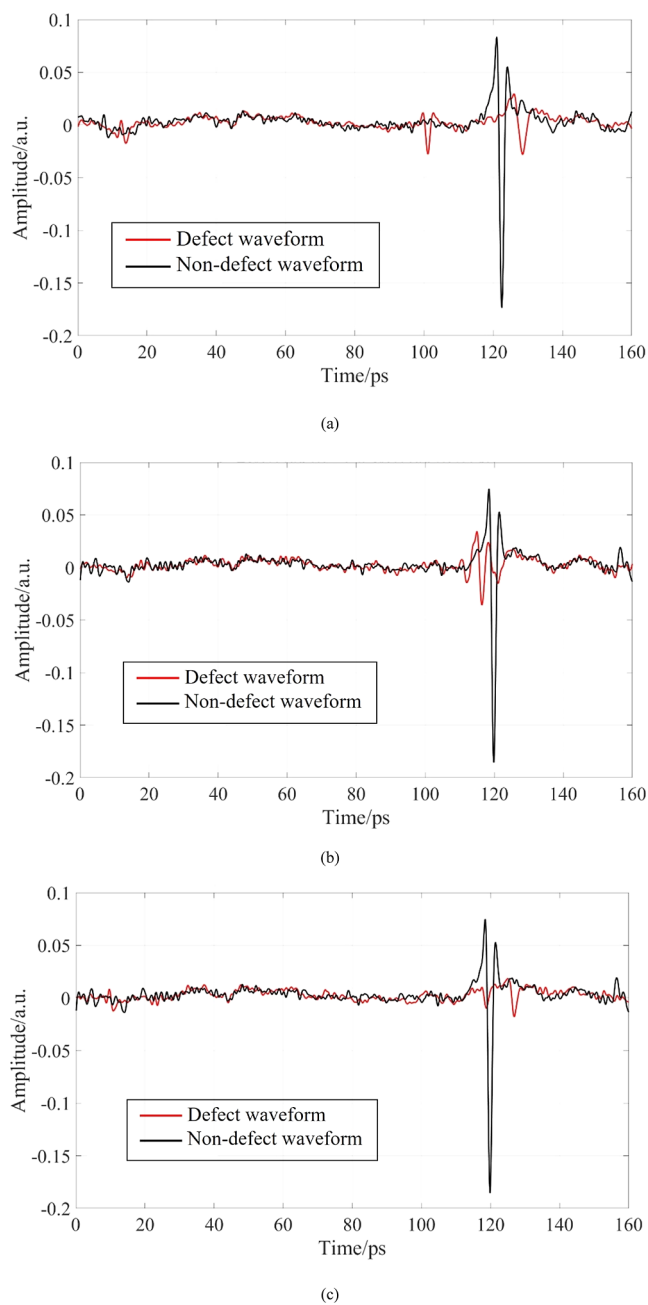 0.1
0.05
0
-0.05
-0.1
-0.15
-0.2
Amplitude/a.u.
Defect waveform
Non-defect waveform
0 20 40 60 80 100 120 140 160
Time/ps
(a)
0.1
0.05
0
-0.05
-0.1
-0.15
-0.2
Amplitude/a.u.
Defect waveform
Non-defect waveform
0 20 40 60 80 100 120 140 160
Time/ps
(b)
0.1
0.05
0
-0.05
-0.1
-0.15
-0.2
Amplitude/a.u.
Defect waveform
Non-defect waveform
0 20 40 60 80 100 120 140 160
Time/ps
(c)